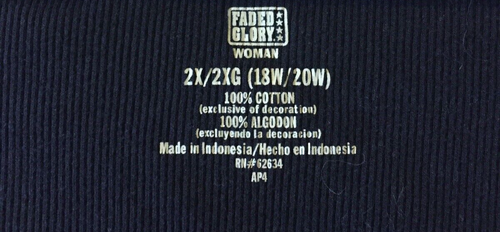 FADED
GLORY.
WOMAN
2X/2XG (18W/20W)
100% COTTON
(exclusive of decoration)
100% ALGODON
(excluyendo la decoracion)
Made in Indonesia/Hecho en Indonesia
RN#62634
AP4